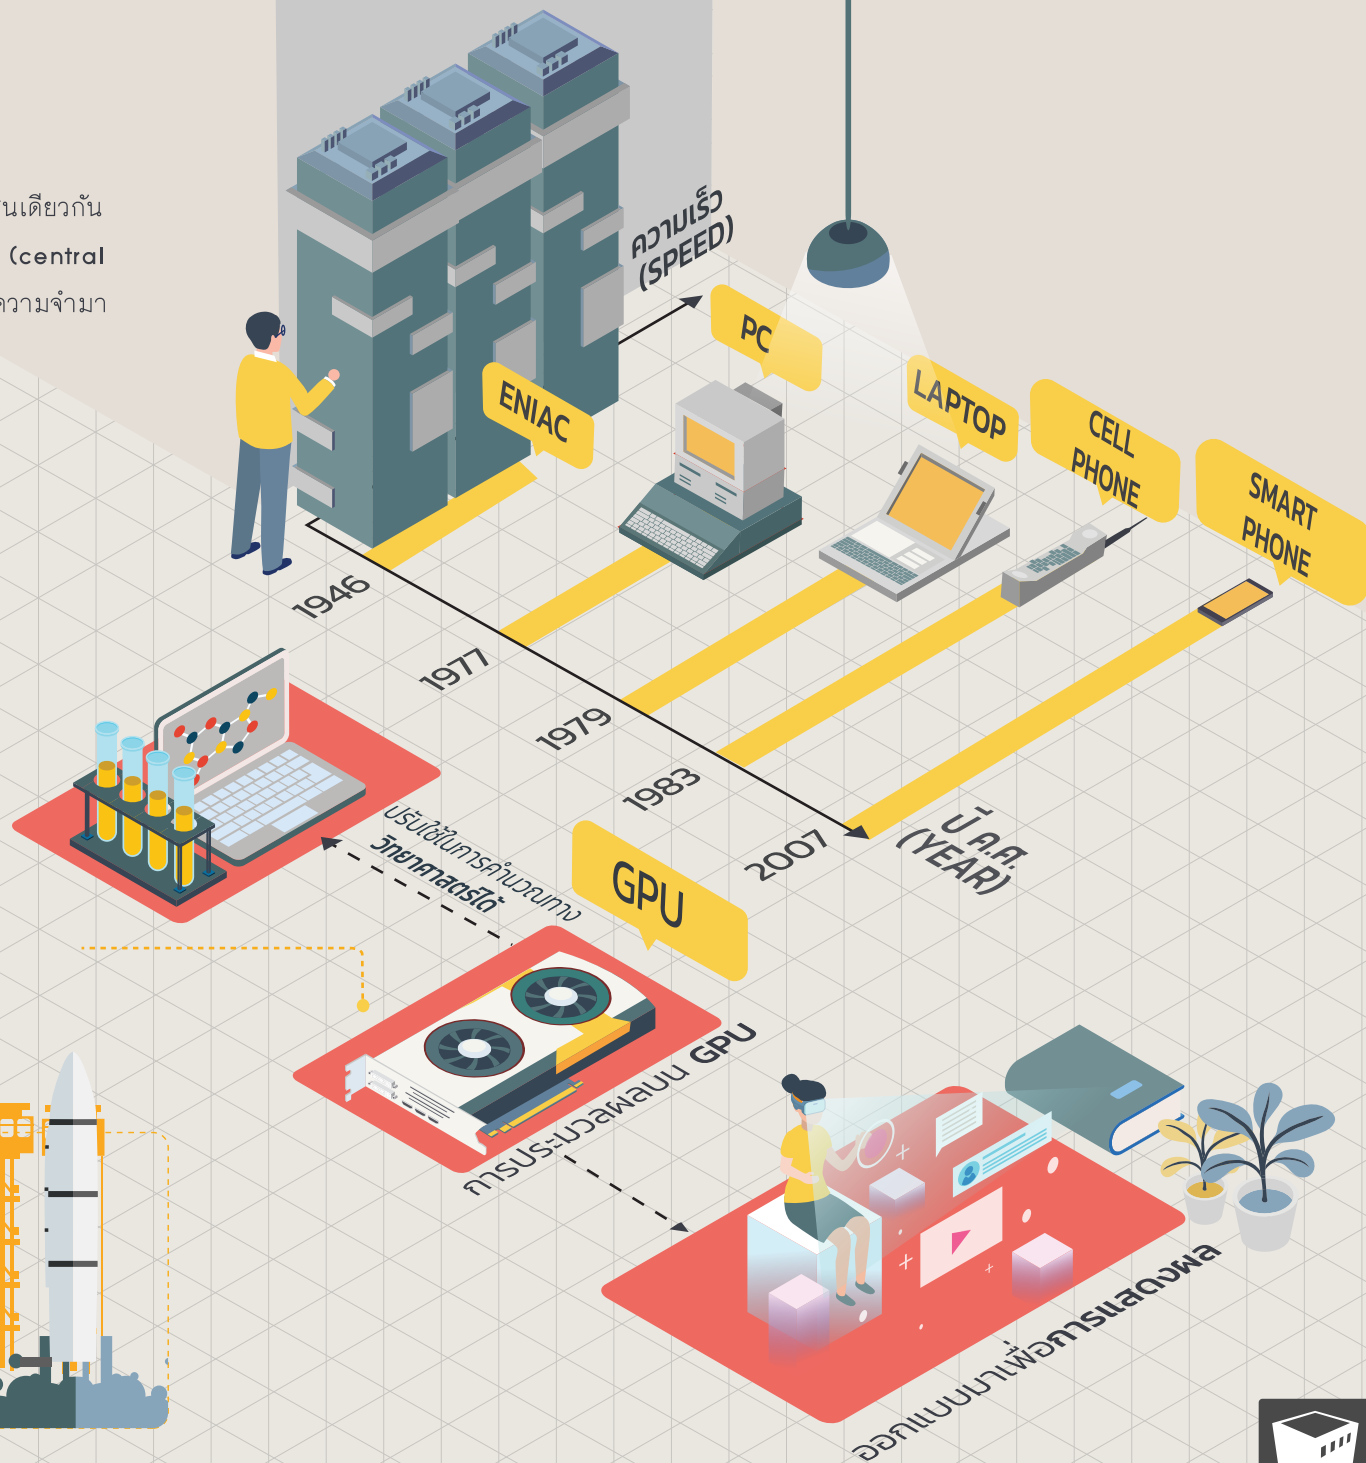 นเดียวกัน
(central
ความจำมา
ความเร็ว
(SPEED)
PC
ENIAC
LAPTOP
CELL
PHONE
SMART
PHONE
1946
1977
1979
1983
2007
ปี ค.ศ.
(YEAR)
ปรับใช้ในการคำนวณทาง
วิทยาศาสตร์ได้
GPU
การประมวลผลบน GPU
ออกแบบมาเพื่อการแสดงผล